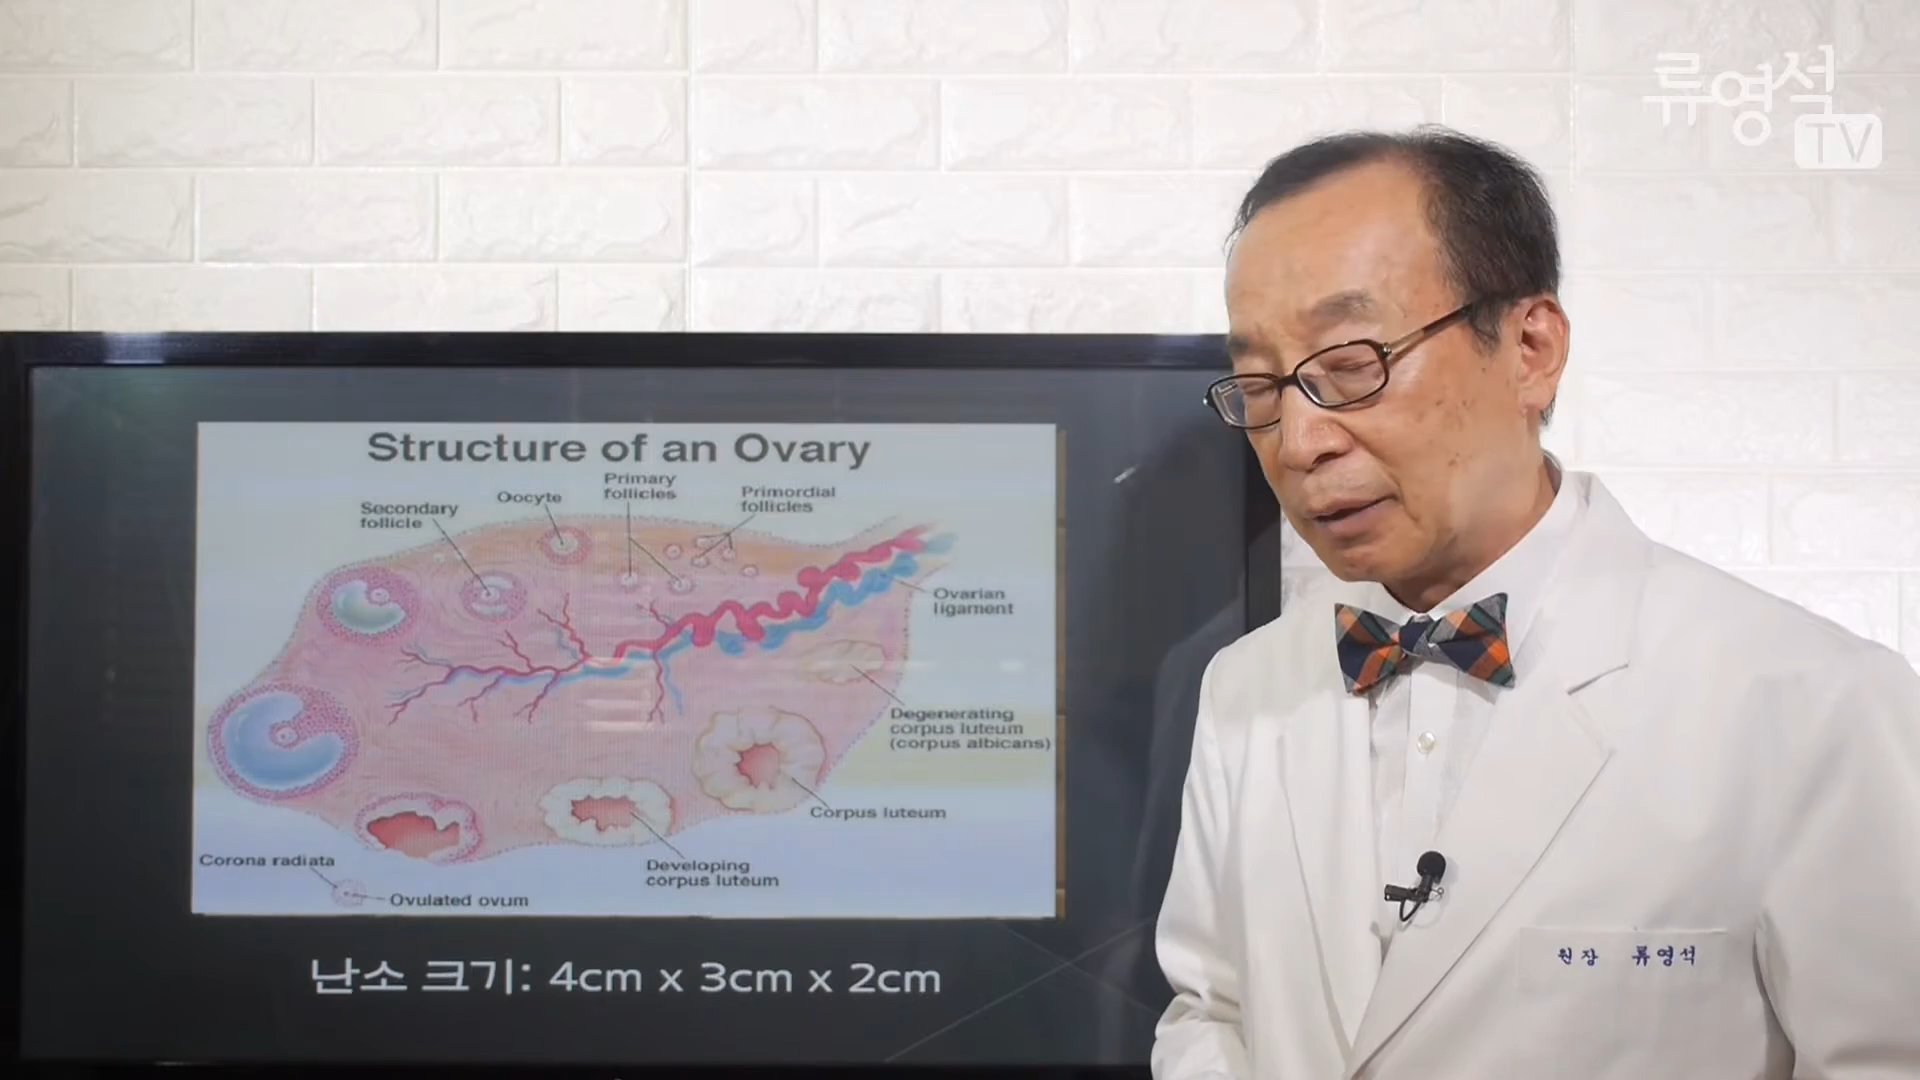 류영석
TV
Structure of an Ovary
Secondary
follicle
Oocyte
Primary
follicles
Primordial
follicles
Ovarian
ligament
Degenerating
corpus luteum
(corpus albicans)
Corpus luteum
Developing
corpus luteum
Corona radiata
Ovulated ovum
난소 크기: 4cm x 3cm x 2cm
원장 류영석